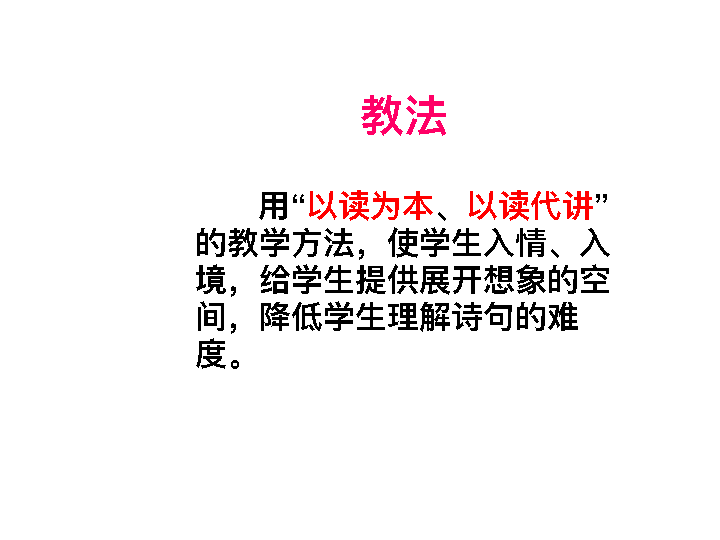 教法
用“以读为本、以读代讲”
的教学方法，使学生入情、入
境，给学生提供展开想象的空
间，降低学生理解诗句的难
度。